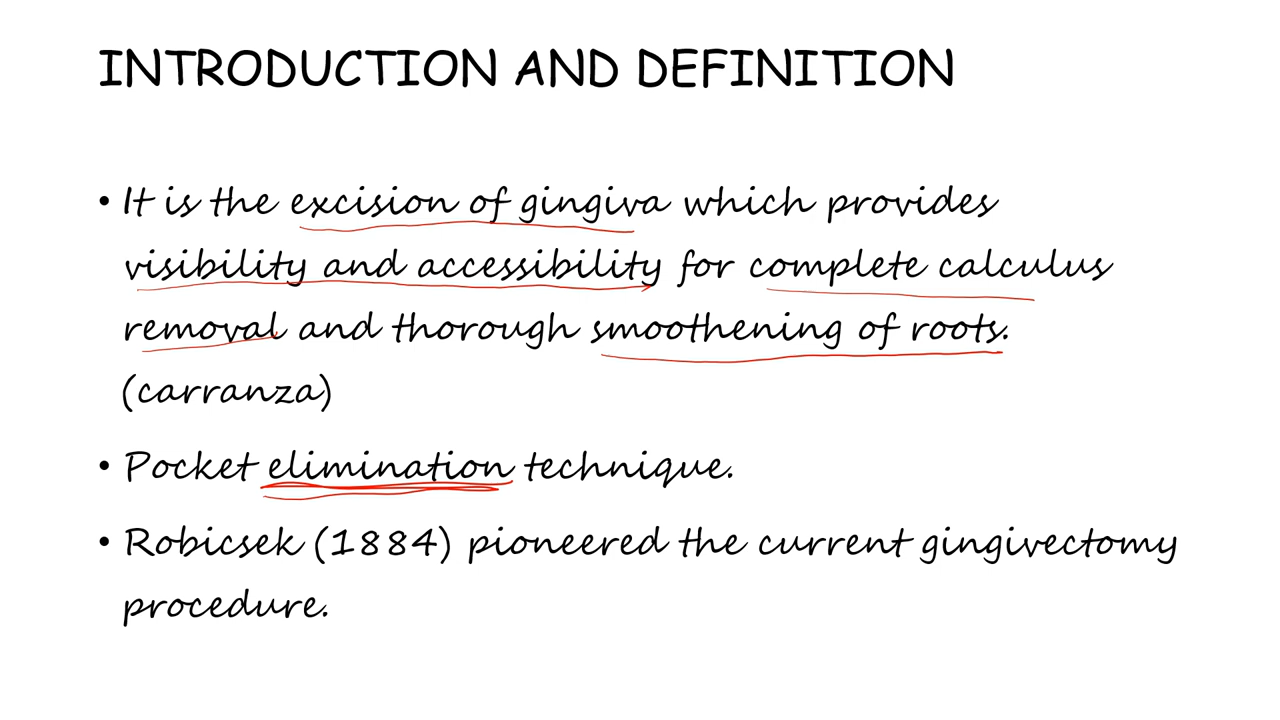 INTRODUCTION AND DEFINITION
• It is the excision of gingiva which provides
visibility and accessibility for complete calculus
removal and thorough smoothening of roots.
(carranza)
• Pocket elimination technique.
• Robicsek (1884) pioneered the current gingivectomy
procedure.